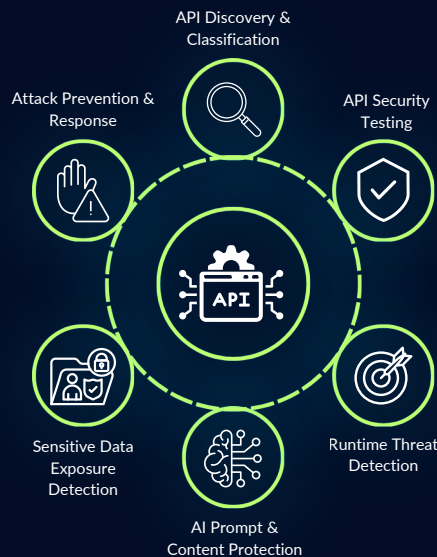 API Discovery &
Classification
Attack Prevention &
Response
API Security
Testing
API
Sensitive Data
Exposure
Detection
Runtime Threat
Detection
AI Prompt &
Content Protection